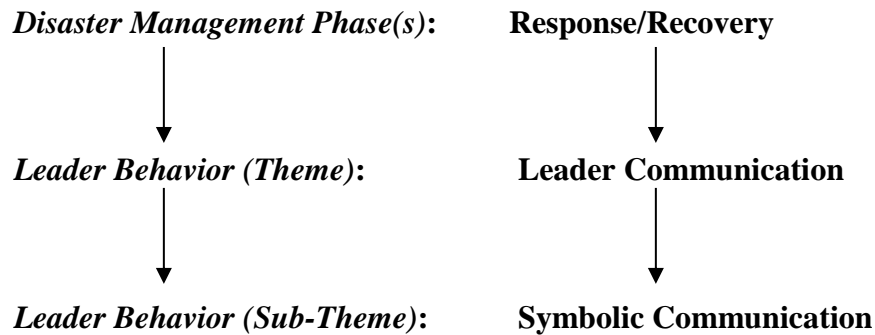 Disaster Management Phase(s): Response/Recovery
Leader Behavior (Theme): Leader Communication
Leader Behavior (Sub-Theme): Symbolic Communication